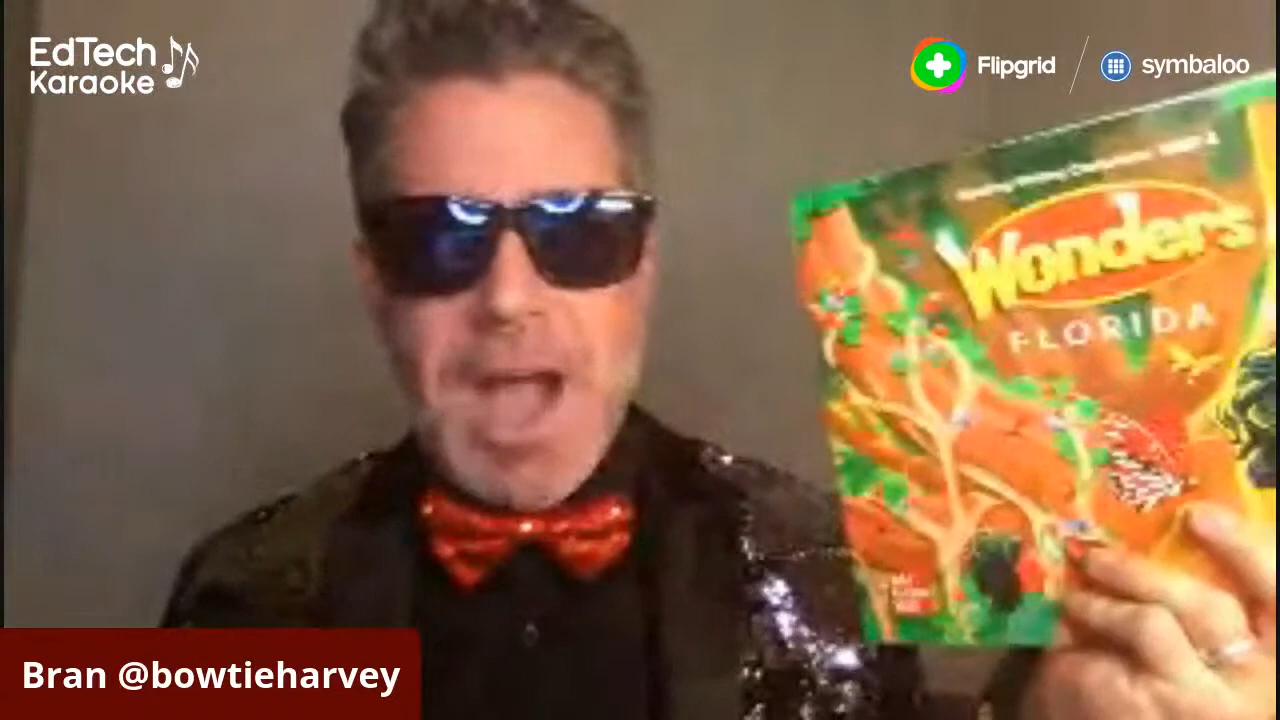 EdTech
Karaoke
Flipgrid
symbaloo
Wonders
FLORIDA
Bran @bowtieharvey